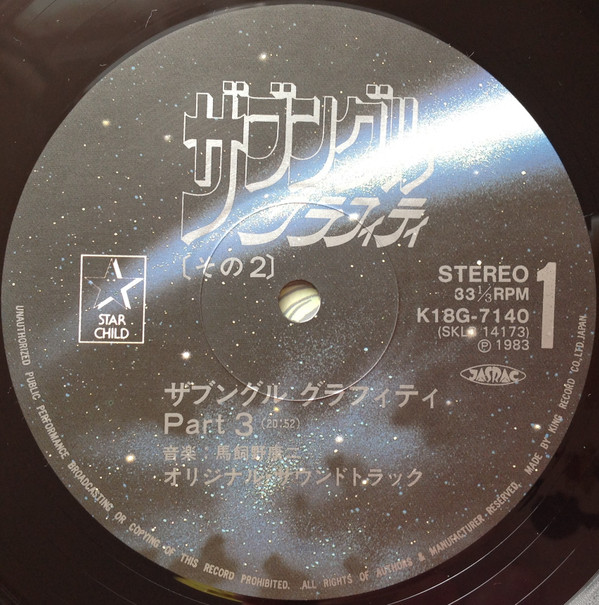 ザブングル
グラフィティ
〔その2〕
STAR
CHILD
STEREO 1
33 1/3 RPM
K18G-7140
(SKL 14173)
Ⓟ 1983
JASRAC
ザブングル グラフィティ
Part 3 (20:52)
音楽：馬飼野康二
オリジナル・サウンドトラック
UNAUTHORIZED PUBLIC PERFORMANCE BROADCASTING OR COPYING OF THIS RECORD PROHIBITED. ALL RIGHTS OF AUTHORS & MANUFACTURER RESERVED. MADE BY KING RECORD CO., LTD. JAPAN.